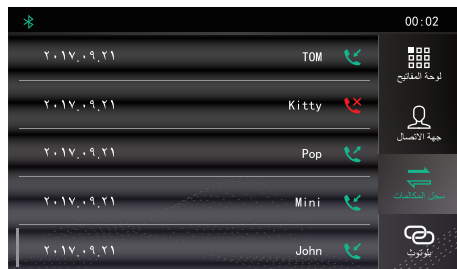 00:02
TOM ٢٠١٧.٠٩.٢١
Kitty ٢٠١٧.٠٩.٢١
Pop ٢٠١٧.٠٩.٢١
Mini ٢٠١٧.٠٩.٢١
John ٢٠١٧.٠٩.٢١
لوحة المفاتيح
جهة الاتصال
سجل المكالمات
بلوتوث